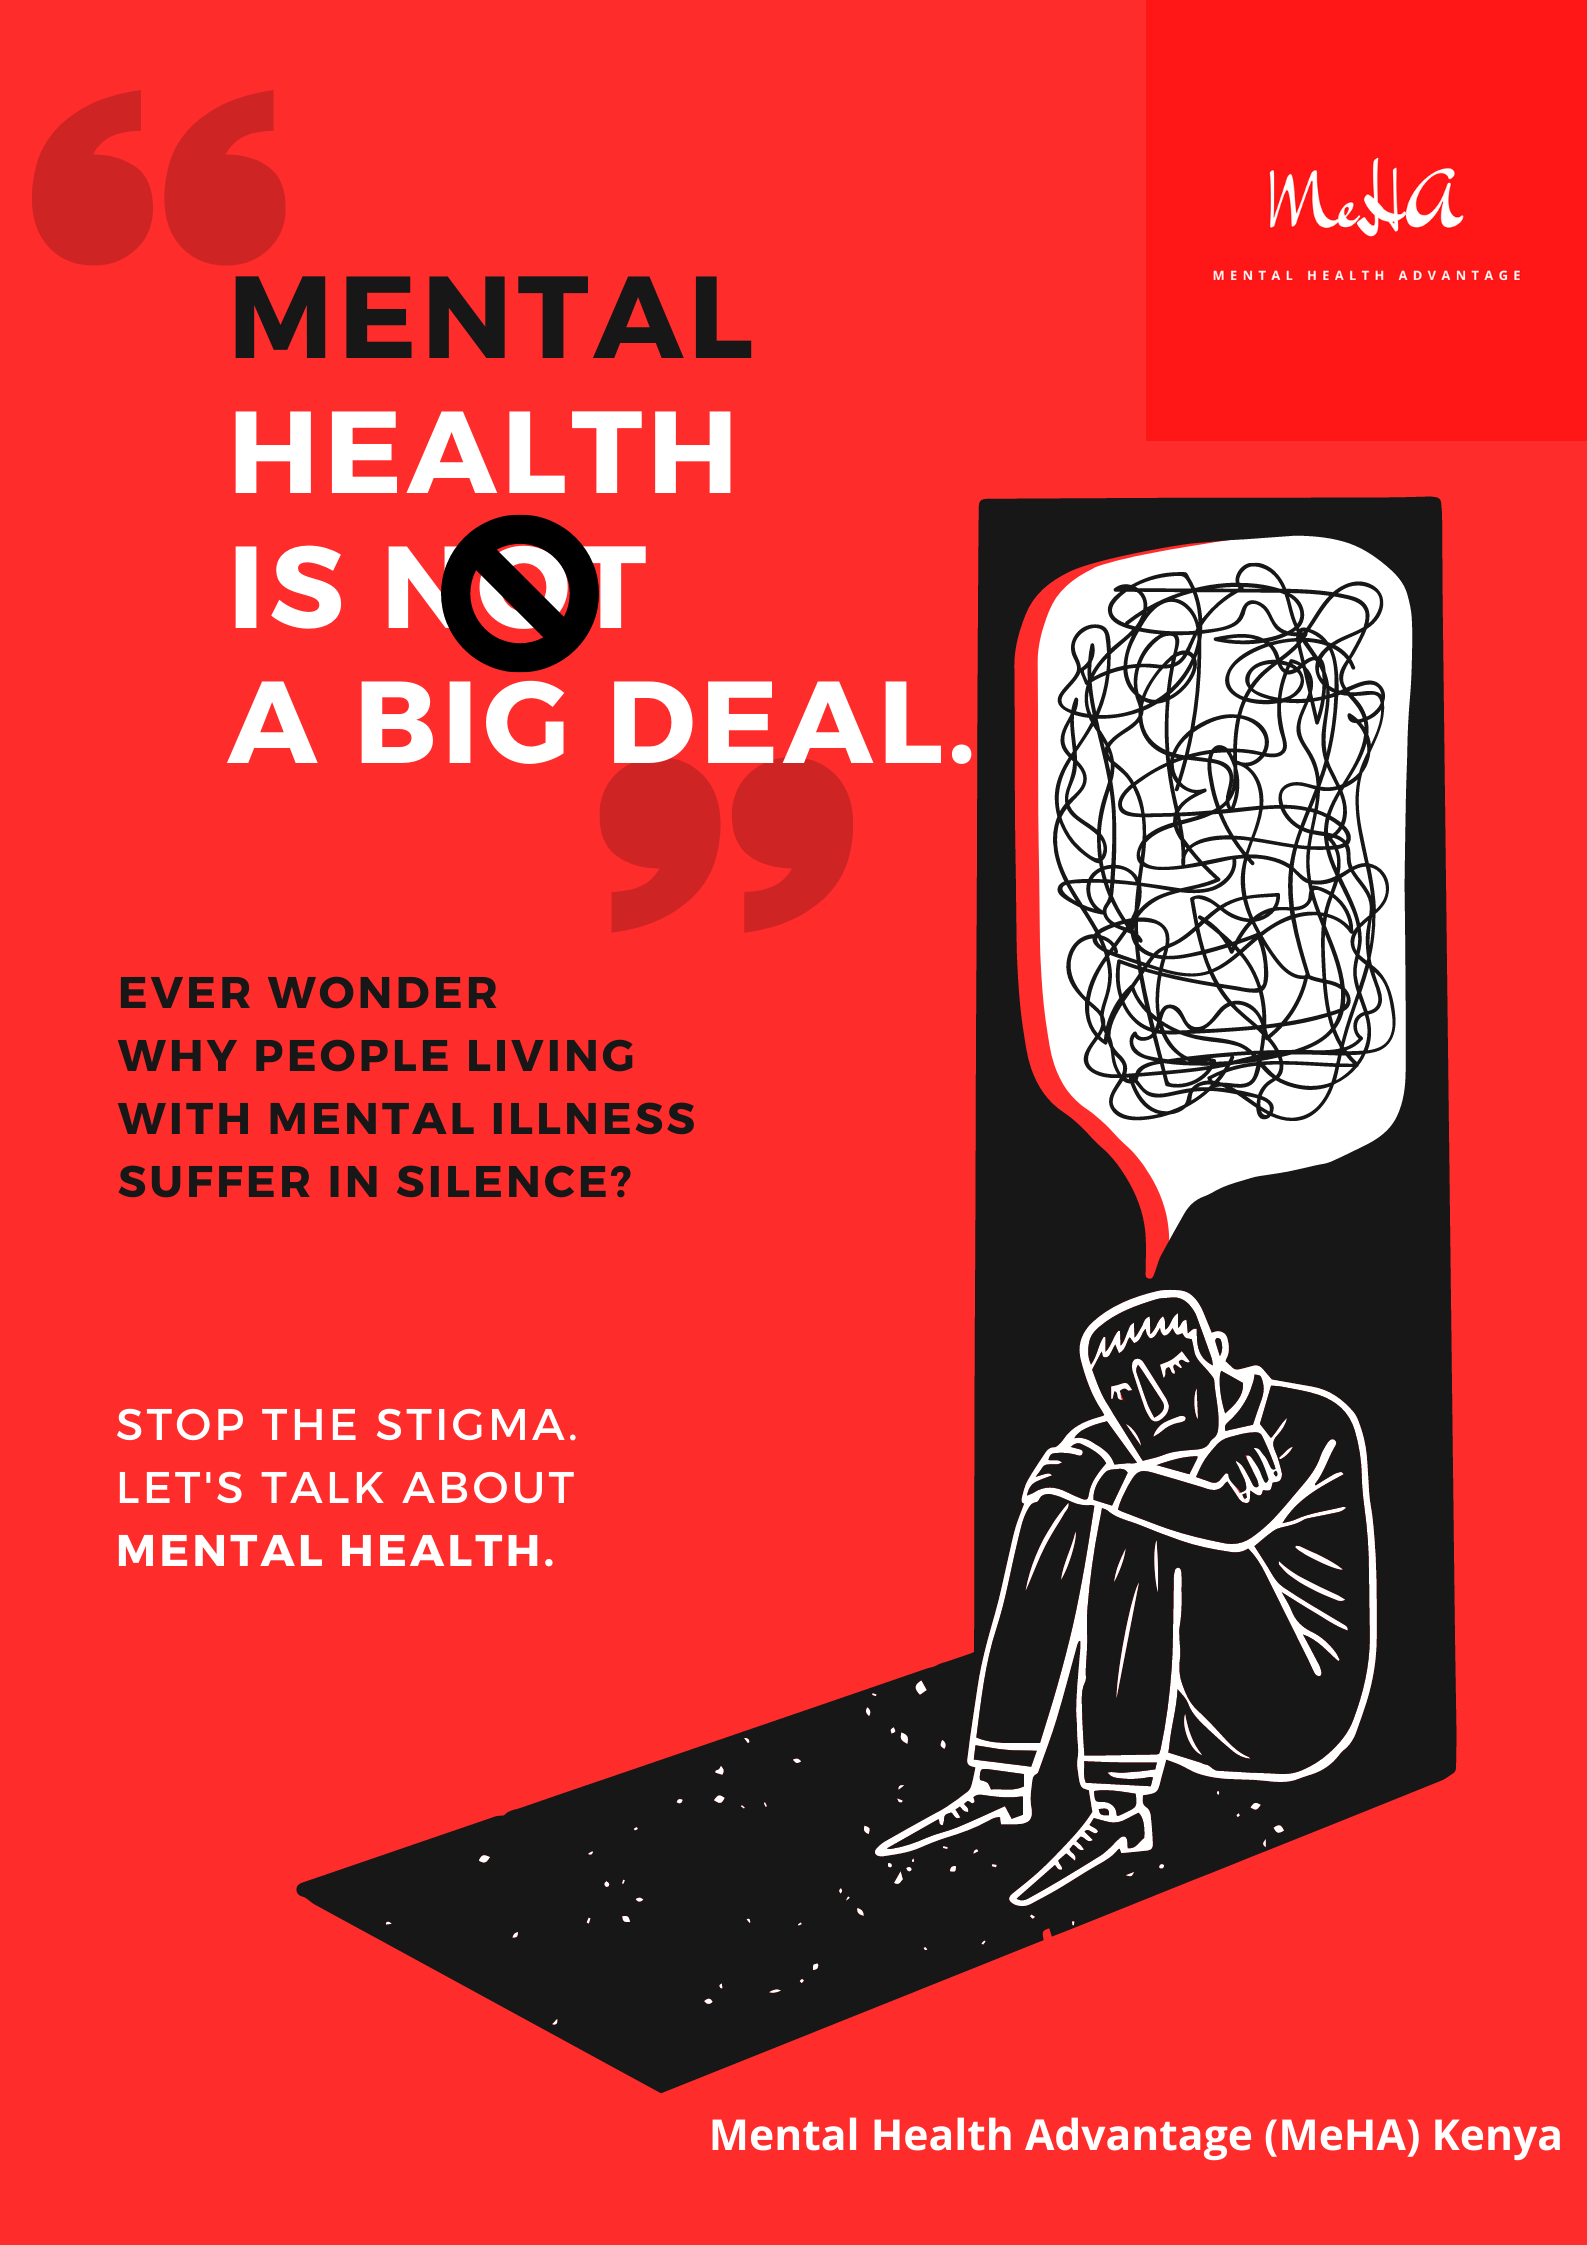 “
MeHA
MENTAL HEALTH ADVANTAGE
MENTAL
HEALTH
IS NOT
A BIG DEAL.
”
EVER WONDER
WHY PEOPLE LIVING
WITH MENTAL ILLNESS
SUFFER IN SILENCE?
STOP THE STIGMA.
LET'S TALK ABOUT
MENTAL HEALTH.
Mental Health Advantage (MeHA) Kenya